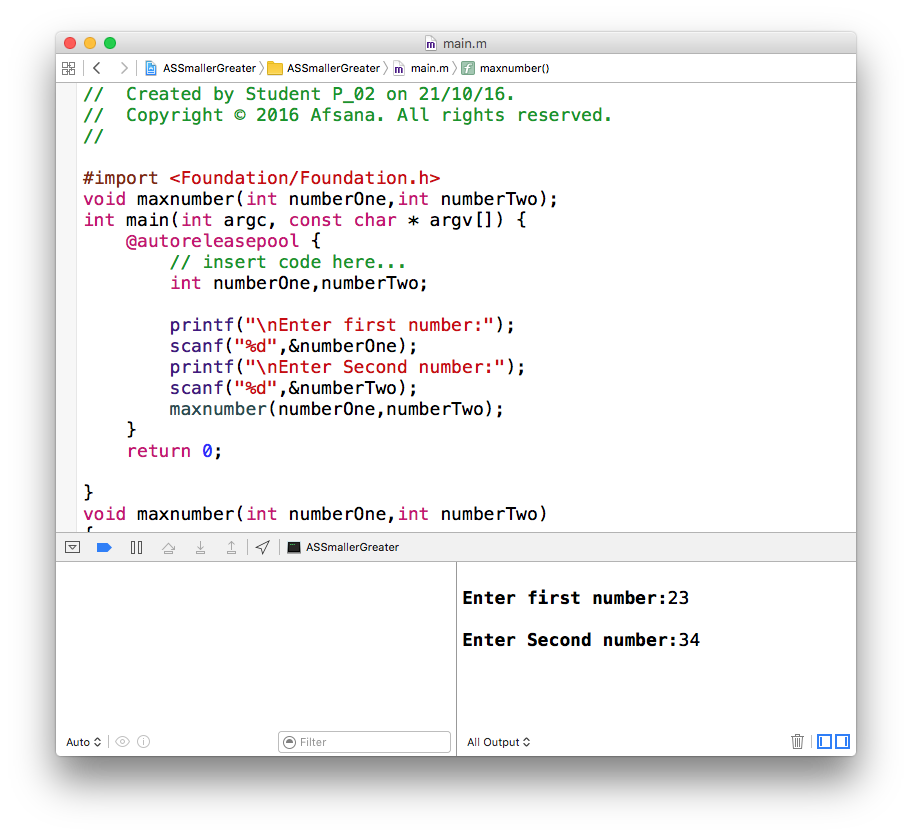 main.m
ASSmallerGreater ASSmallerGreater main.m maxnumber()
//  Created by Student P_02 on 21/10/16.
//  Copyright © 2016 Afsana. All rights reserved.
//
#import <Foundation/Foundation.h>
void maxnumber(int numberOne,int numberTwo);
int main(int argc, const char * argv[]) {
    @autoreleasepool {
        // insert code here...
        int numberOne,numberTwo;
        printf("\nEnter first number:");
        scanf("%d",&numberOne);
        printf("\nEnter Second number:");
        scanf("%d",&numberTwo);
        maxnumber(numberOne,numberTwo);
    }
    return 0;
}
void maxnumber(int numberOne,int numberTwo)
{
ASSmallerGreater
Enter first number:23
Enter Second number:34
Auto Filter All Output